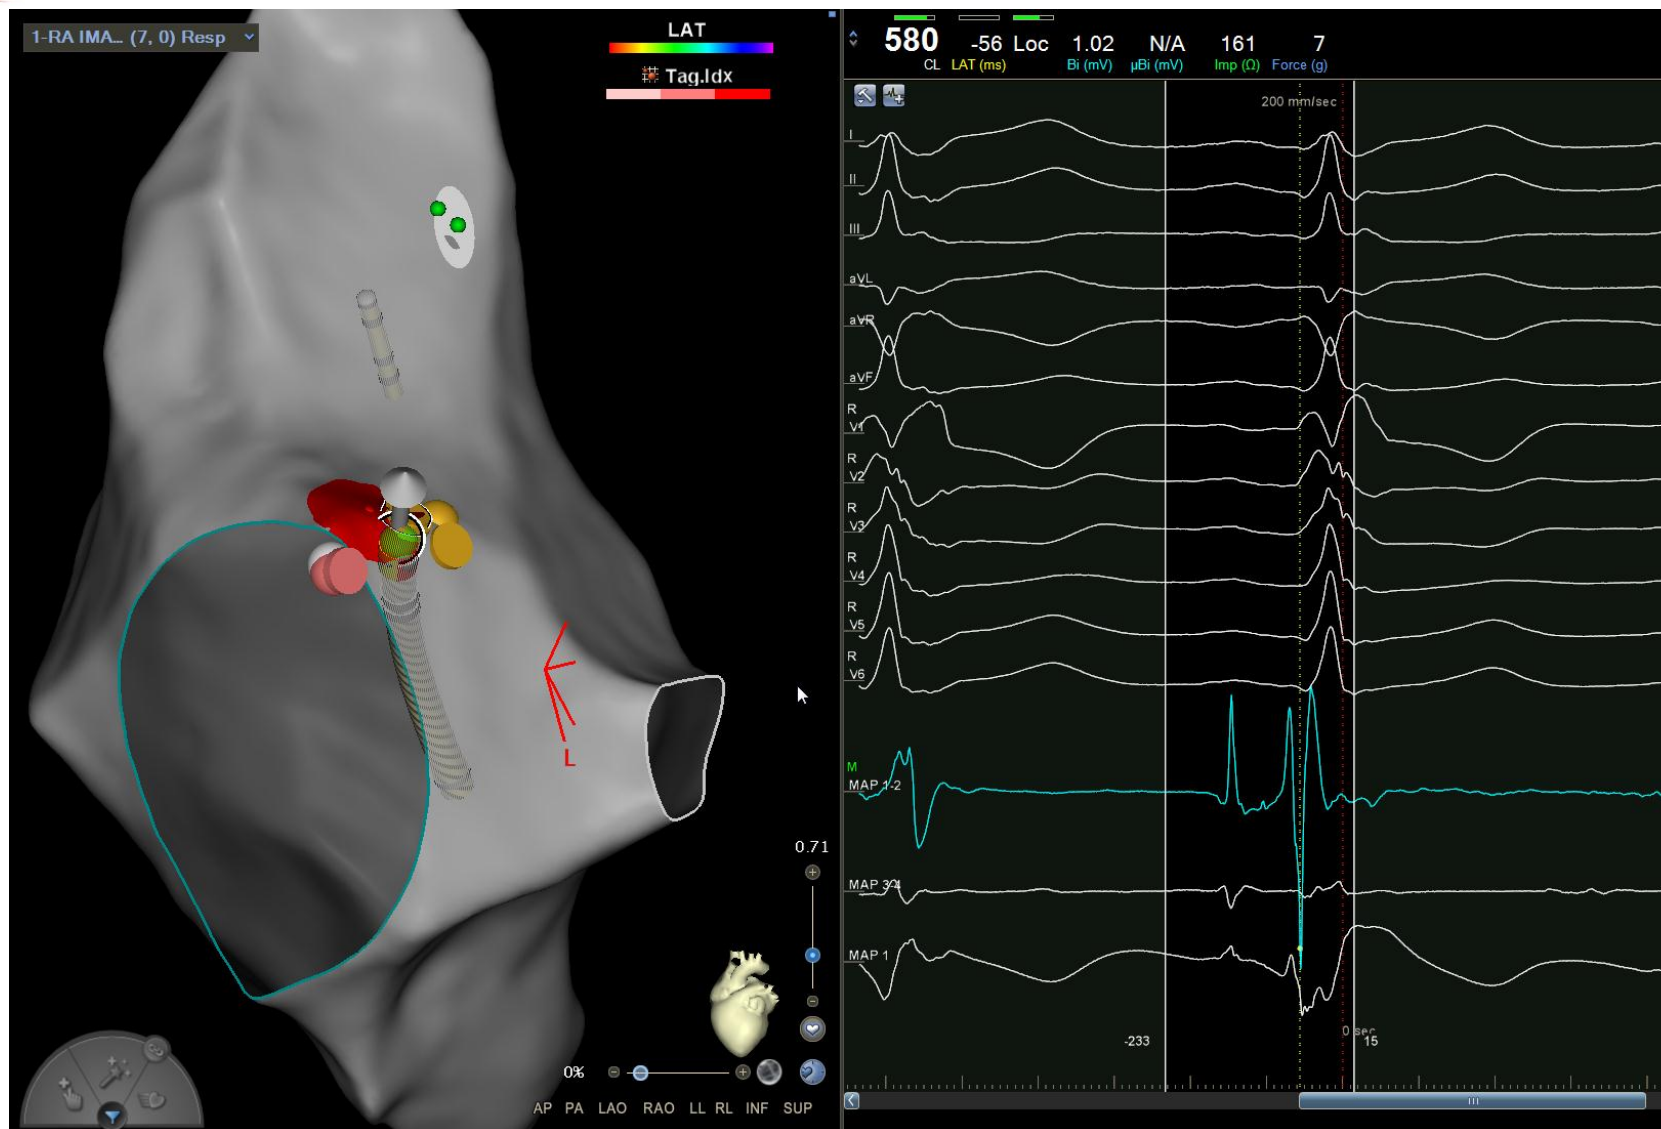 1-RA IMA... (7, 0) Resp
LAT
Tag.Idx
L
0.71
0%
AP PA LAO RAO LL RL INF SUP
580 -56 Loc 1.02 N/A 161 7
CL LAT (ms) Bi (mV) µBi (mV) Imp (Ω) Force (g)
200 mm/sec
I
II
III
aVL
aVR
aVF
R
V1
R
V2
R
V3
R
V4
R
V5
R
V6
M
MAP 1-2
MAP 3-4
MAP 1
0 sec
-233 15